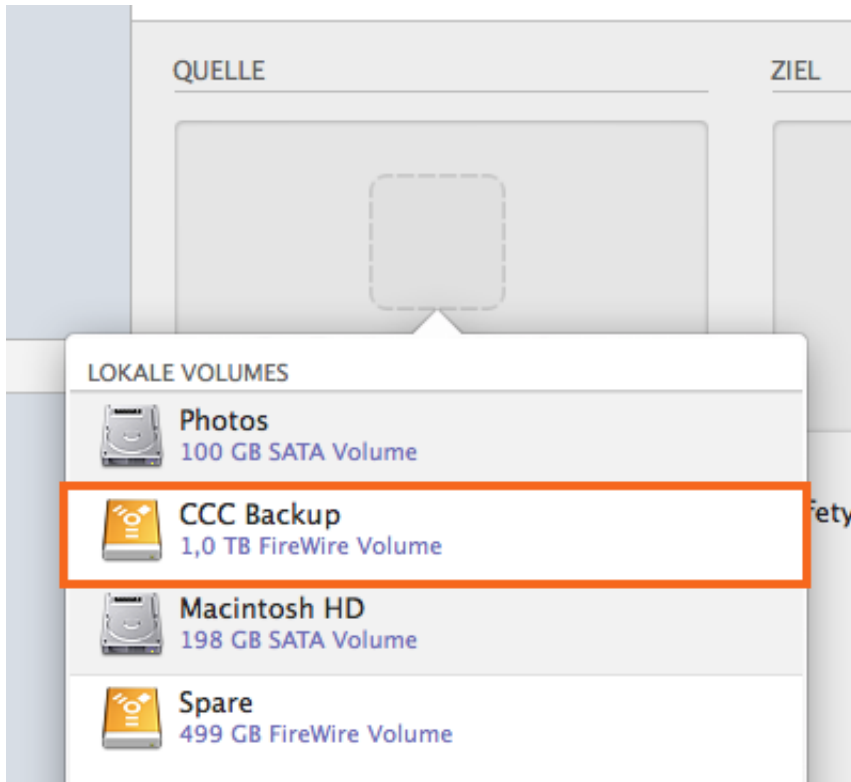 QUELLE
ZIEL
LOKALE VOLUMES
Photos
100 GB SATA Volume
CCC Backup
1,0 TB FireWire Volume
fety
Macintosh HD
198 GB SATA Volume
Spare
499 GB FireWire Volume